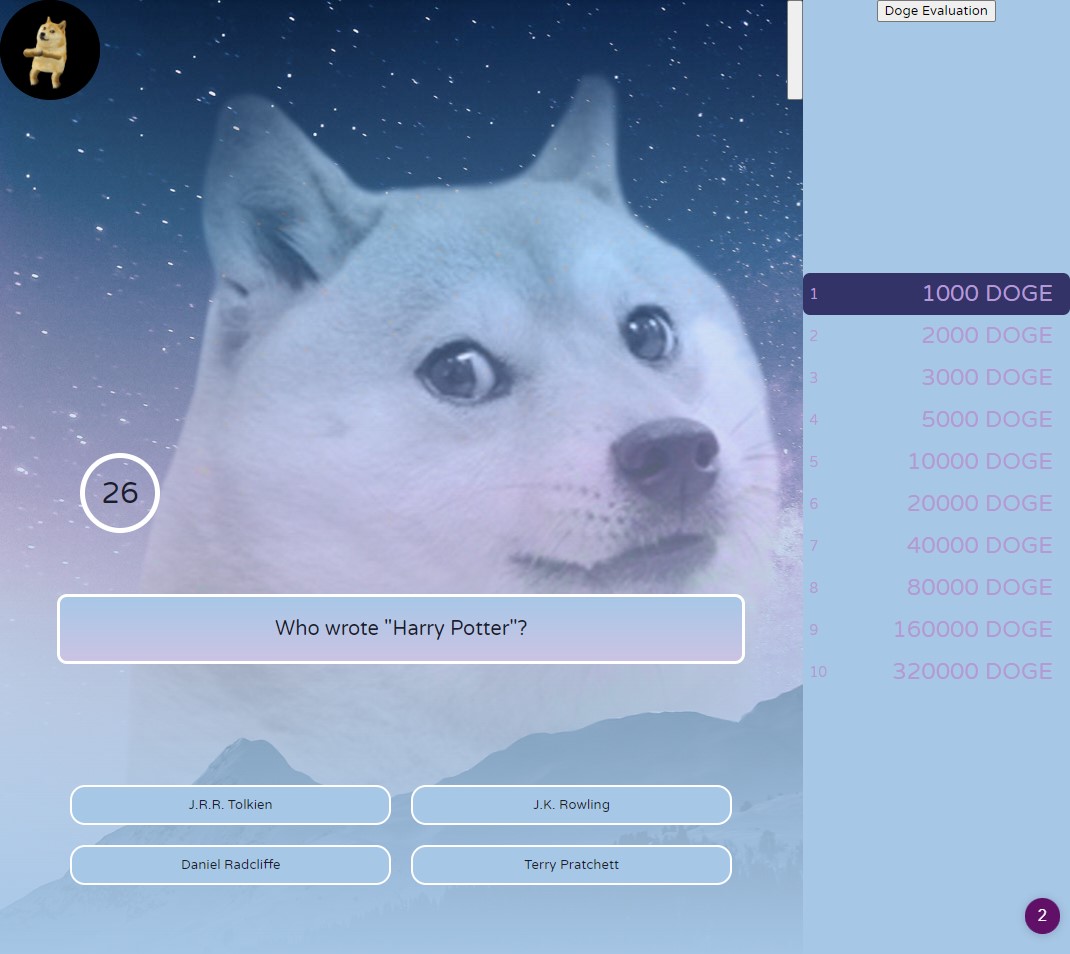 Doge Evaluation
1 1000 DOGE
2 2000 DOGE
3 3000 DOGE
4 5000 DOGE
5 10000 DOGE
6 20000 DOGE
7 40000 DOGE
8 80000 DOGE
9 160000 DOGE
10 320000 DOGE
26
Who wrote "Harry Potter"?
J.R.R. Tolkien
J.K. Rowling
Daniel Radcliffe
Terry Pratchett
2